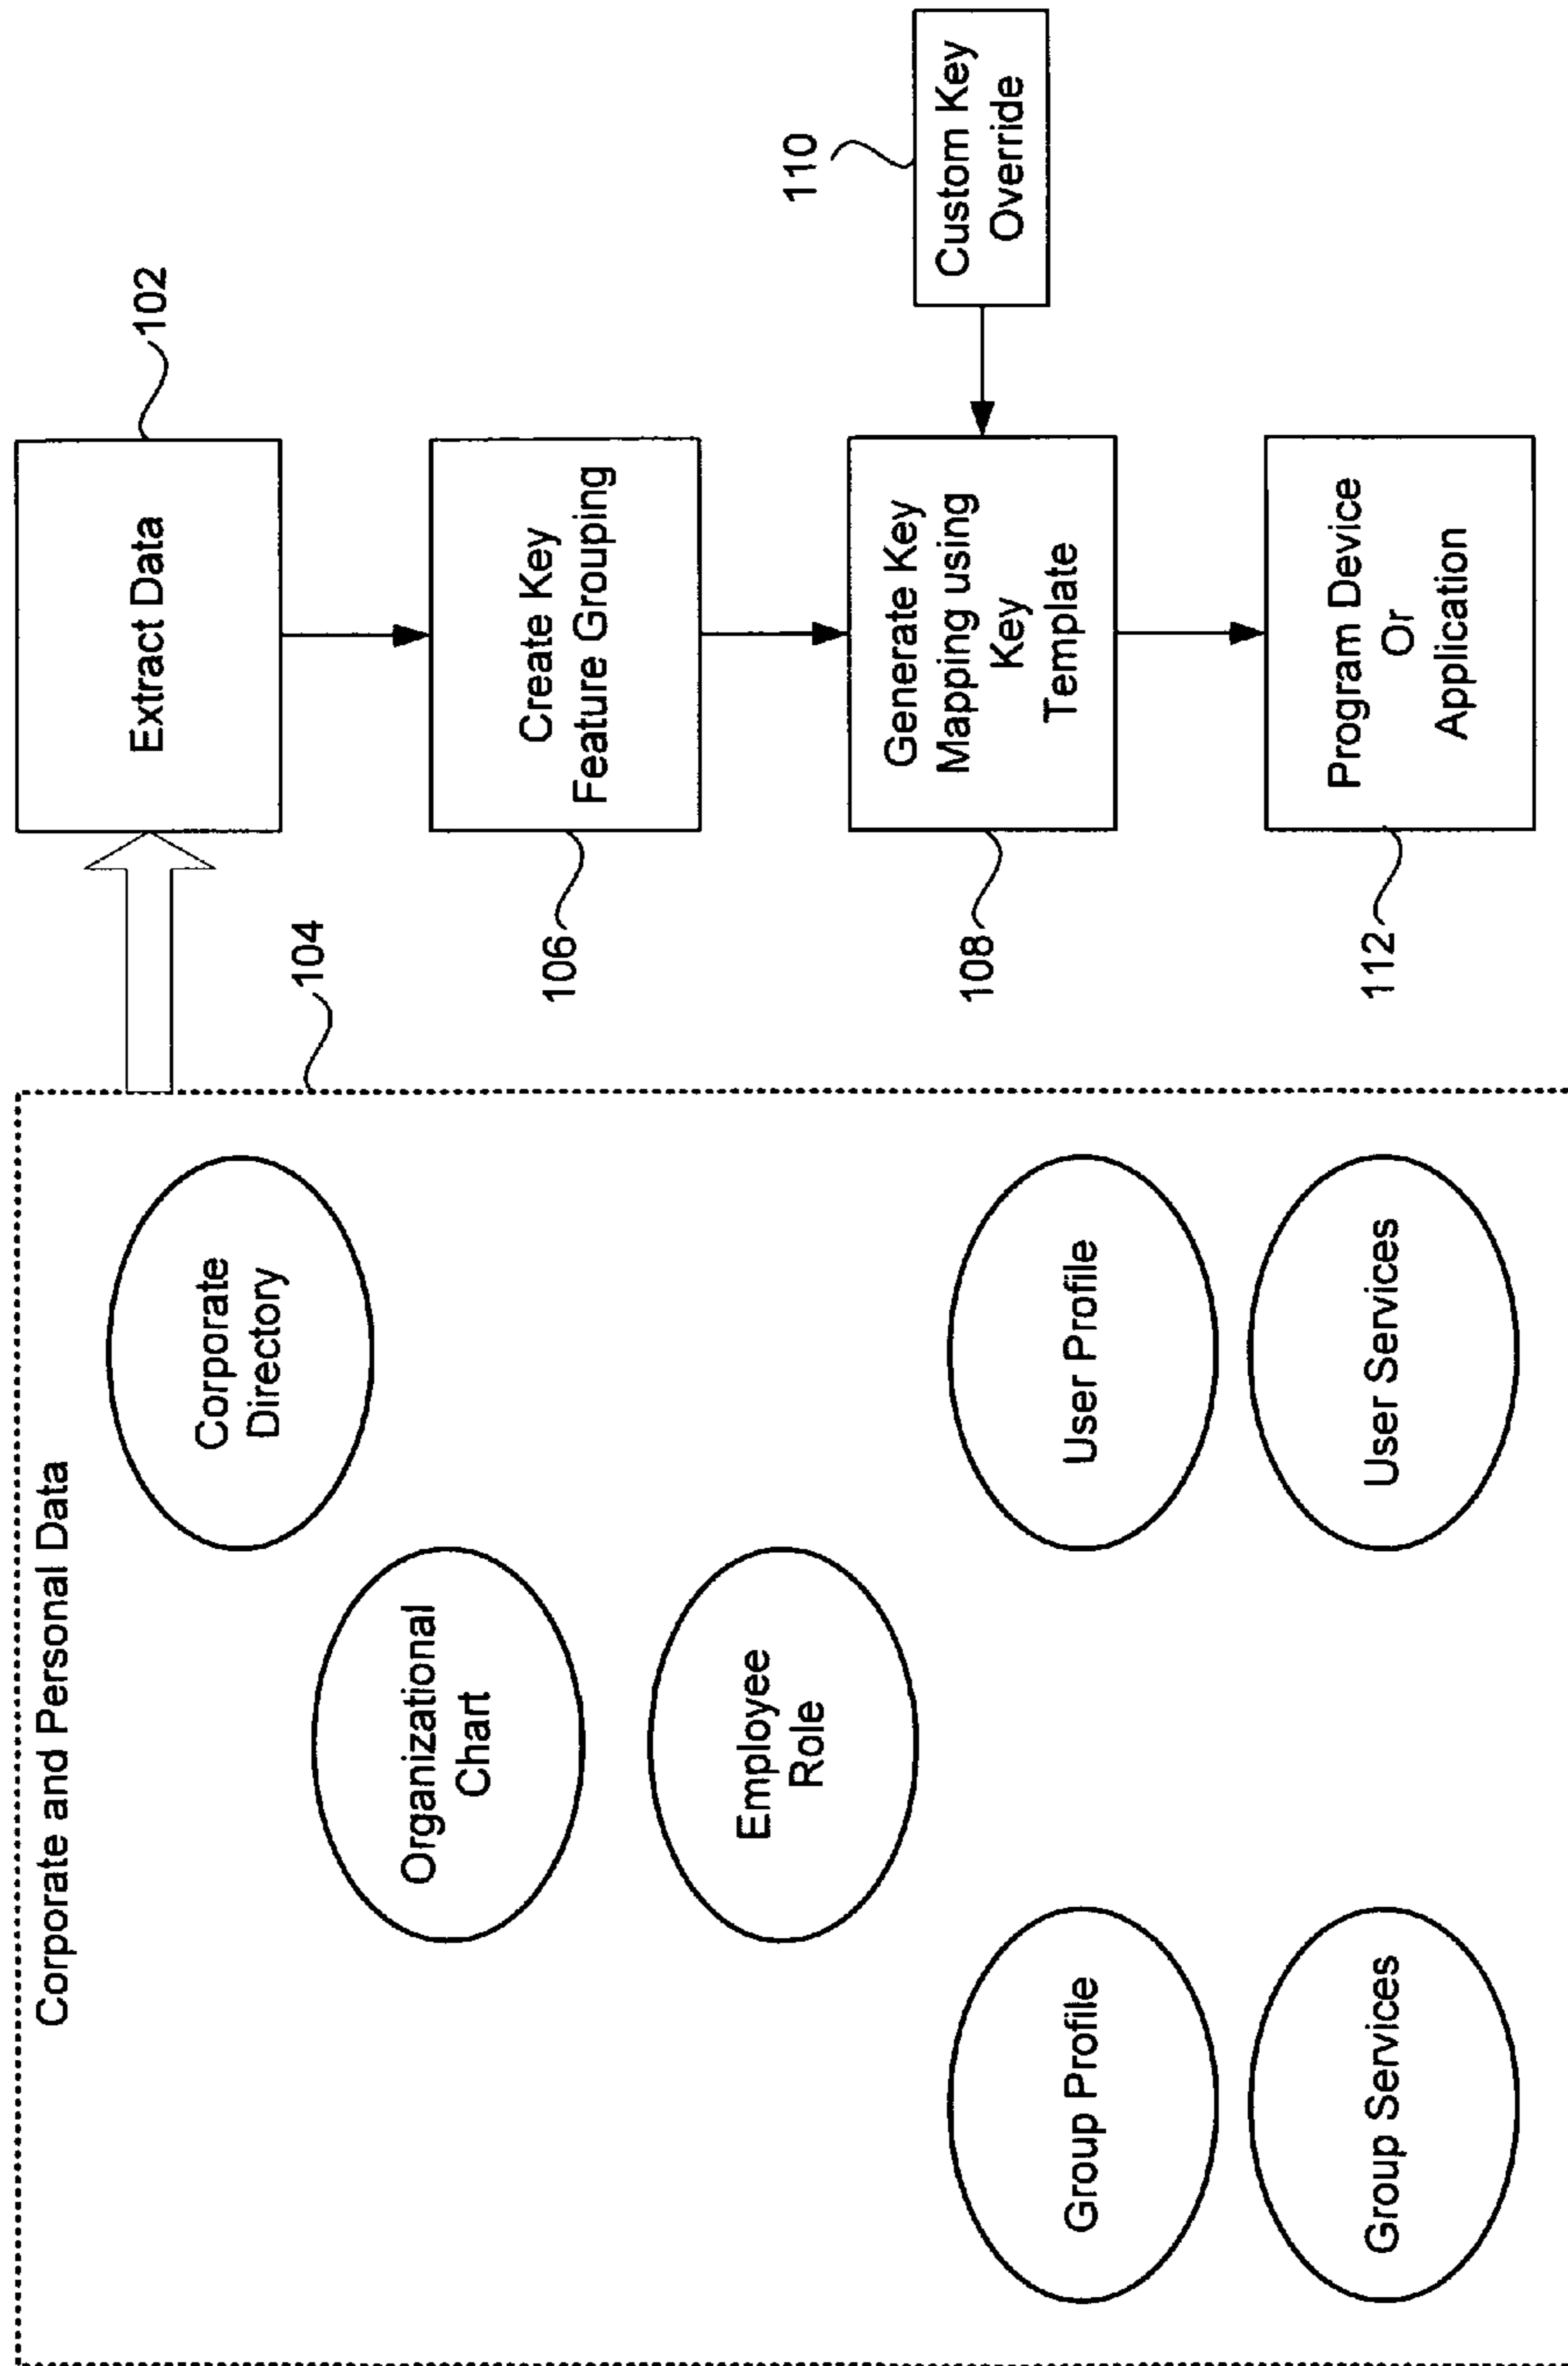 Corporate and Personal Data
104
Corporate
Directory
Organizational
Chart
Employee
Role
Group Profile
User Profile
Group Services
User Services
Extract Data
102
Create Key
Feature Grouping
106
Generate Key
Mapping using
Key
Template
108
Custom Key
Override
110
Program Device
Or
Application
112